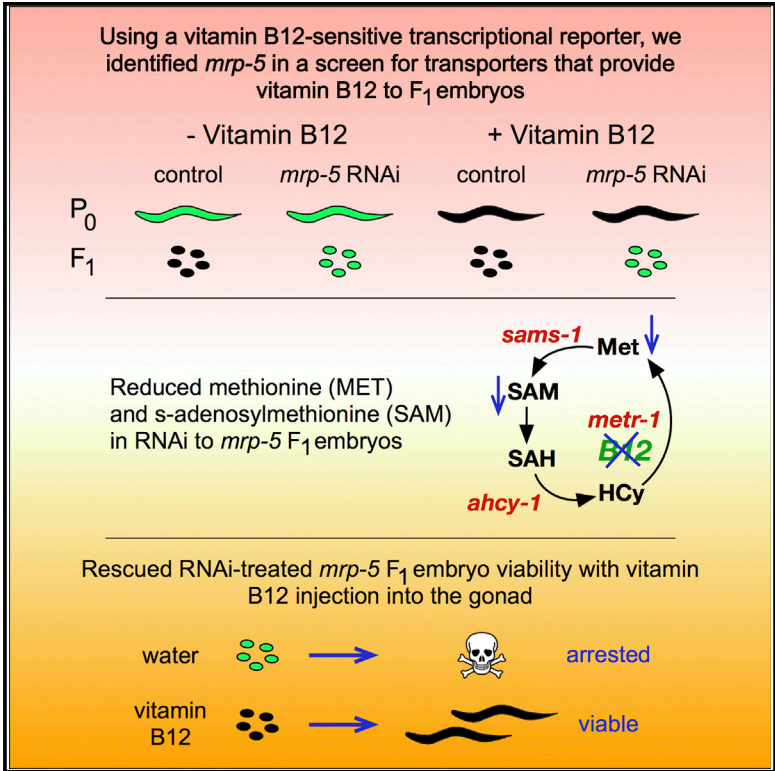 Using a vitamin B12-sensitive transcriptional reporter, we
identified mrp-5 in a screen for transporters that provide
vitamin B12 to F1 embryos
- Vitamin B12 + Vitamin B12
control mrp-5 RNAi control mrp-5 RNAi
P0
F1
sams-1 Met
SAM
metr-1
B12
SAH
HCy
ahcy-1
Reduced methionine (MET)
and s-adenosylmethionine (SAM)
in RNAi to mrp-5 F1 embryos
Rescued RNAi-treated mrp-5 F1 embryo viability with vitamin
B12 injection into the gonad
water arrested
vitamin
B12 viable